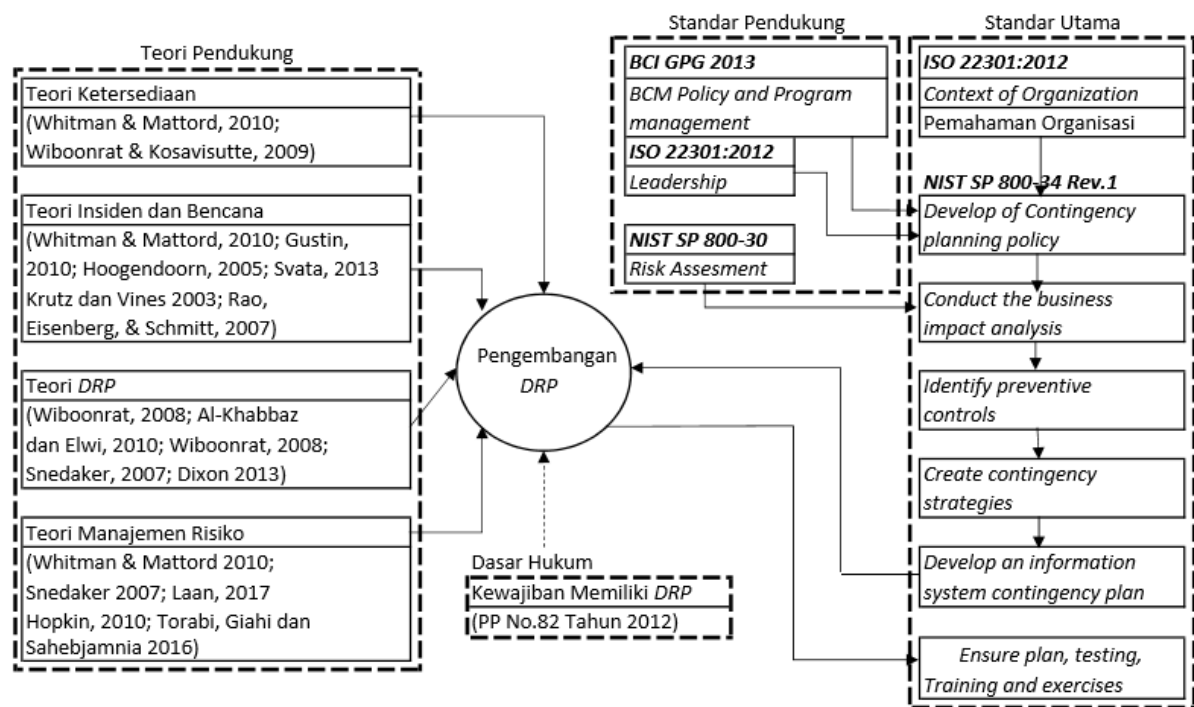 Teori Pendukung
Teori Ketersediaan
(Whitman & Mattord, 2010;
Wiboonrat & Kosavisutte, 2009)
Teori Insiden dan Bencana
(Whitman & Mattord, 2010; Gustin,
2010; Hoogendoorn, 2005; Svata, 2013
Krutz dan Vines 2003; Rao,
Eisenberg, & Schmitt, 2007)
Teori DRP
(Wiboonrat, 2008; Al-Khabbaz
dan Elwi, 2010; Wiboonrat, 2008;
Snedaker, 2007; Dixon 2013)
Teori Manajemen Risiko
(Whitman & Mattord 2010;
Snedaker 2007; Laan, 2017
Hopkin, 2010; Torabi, Giahi dan
Sahebjamnia 2016)
Pengembangan
DRP
Dasar Hukum
Kewajiban Memiliki DRP
(PP No.82 Tahun 2012)
Standar Pendukung
BCI GPG 2013
BCM Policy and Program
management
ISO 22301:2012
Leadership
NIST SP 800-30
Risk Assesment
Standar Utama
ISO 22301:2012
Context of Organization
Pemahaman Organisasi
NIST SP 800-34 Rev.1
Develop of Contingency
planning policy
Conduct the business
impact analysis
Identify preventive
controls
Create contingency
strategies
Develop an information
system contingency plan
Ensure plan, testing,
Training and exercises